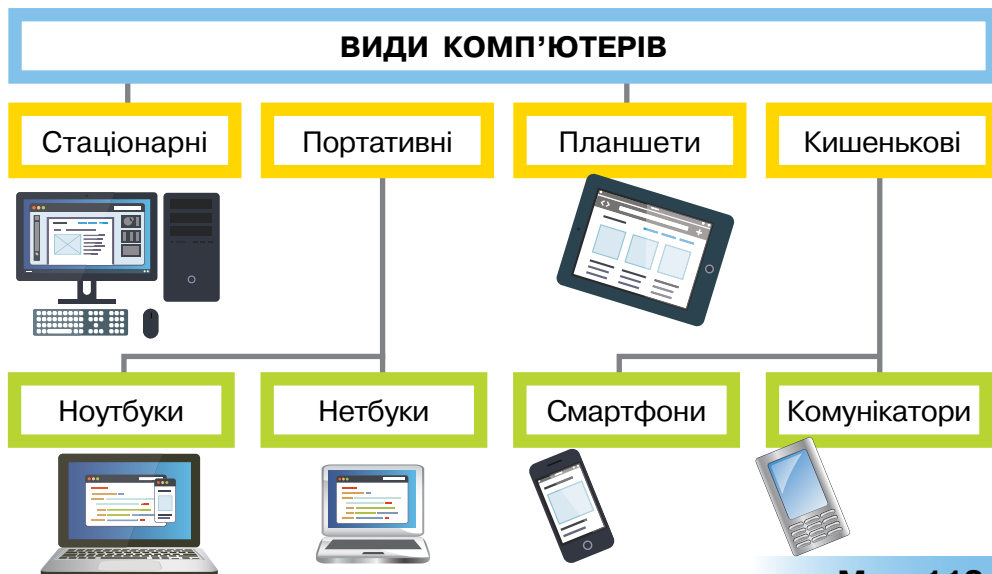 ВИДИ КОМП’ЮТЕРІВ
Стаціонарні
Портативні
Планшети
Кишенькові
Ноутбуки
Нетбуки
Смартфони
Комунікатори